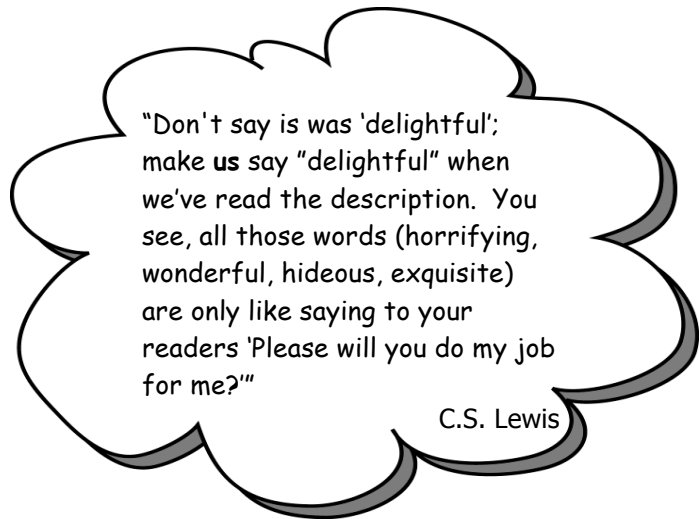 “Don't say is was ‘delightful’;
make us say ”delightful” when
we’ve read the description.  You
see, all those words (horrifying,
wonderful, hideous, exquisite)
are only like saying to your
readers ‘Please will you do my job
for me?’”
C.S. Lewis